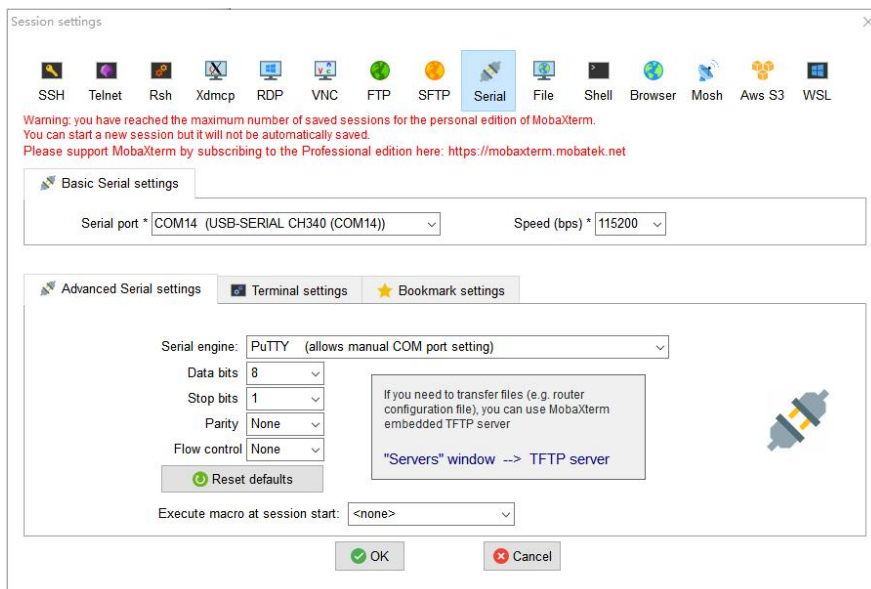 Session settings
SSH Telnet Rsh Xdmcp RDP VNC FTP SFTP Serial File Shell Browser Mosh Aws S3 WSL
Warning: you have reached the maximum number of saved sessions for the personal edition of MobaXterm.
You can start a new session but it will not be automatically saved.
Please support MobaXterm by subscribing to the Professional edition here: https://mobaxterm.mobatek.net
Basic Serial settings
Serial port * COM14 (USB-SERIAL CH340 (COM14)) Speed (bps) * 115200
Advanced Serial settings Terminal settings Bookmark settings
Serial engine: PuTTY (allows manual COM port setting)
Data bits 8
Stop bits 1
Parity None
Flow control None
Reset defaults
If you need to transfer files (e.g. router
configuration file), you can use MobaXterm
embedded TFTP server
"Servers" window --> TFTP server
Execute macro at session start: <none>
OK Cancel